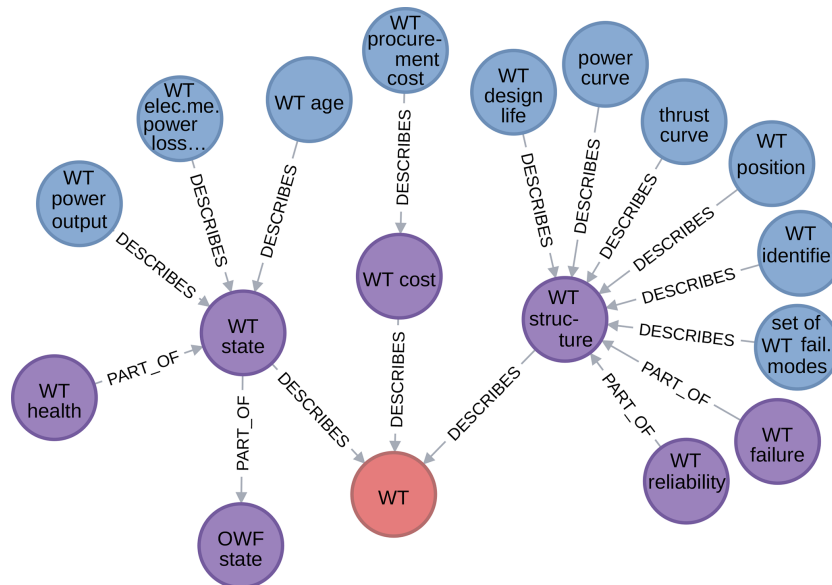 WT
procure-
ment
cost
WT
design
life
power
curve
WT
elec.me.
power
loss...
WT age
thrust
curve
WT
position
WT
power
output
DESCRIBES
DESCRIBES
DESCRIBES
DESCRIBES
DESCRIBES
DESCRIBES
DESCRIBES
DESCRIBES
WT
identifie
DESCRIBES
WT cost
WT
struc-
ture
WT
state
DESCRIBES
set of
WT fail.
modes
PART_OF
WT
health
PART_OF
DESCRIBES
DESCRIBES
DESCRIBES
PART_OF
PART_OF
WT
failure
WT
reliability
WT
OWF
state